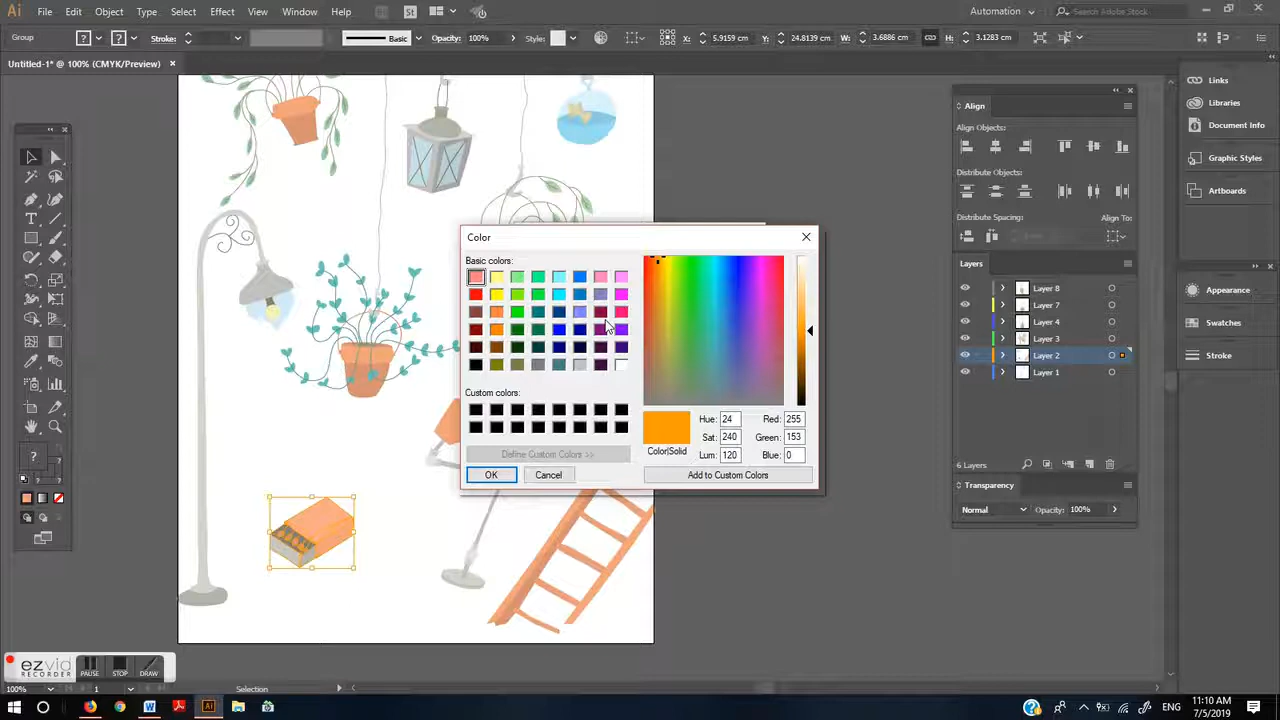 Ai File Edit Object Type Select Effect View Window Help St Automation Search Adobe Stock
Group ? ? Stroke: Basic Opacity: 100% Style: X: 5.9159 cm Y: 24.8139 cm W: 3.6886 cm H: 3.1283 cm
Untitled-1* @ 100% (CMYK/Preview)
Color
Basic colors:
Custom colors:
Define Custom Colors >>
OK Cancel
Color|Solid
Hue: 24 Red: 255
Sat: 240 Green: 153
Lum: 120 Blue: 0
Add to Custom Colors
Align
Align Objects:
Distribute Objects:
Distribute Spacing: Align To:
Layers
Layer 8
Layer 7
Layer 4
Layer 3
Layer 2
Layer 1
6 Layers
Transparency
Normal Opacity: 100%
Links
Libraries
Document Info
Graphic Styles
Artboards
Appearance
Swatches
Stroke
ezvid
RECORDER
PAUSE STOP DRAW
100% 1 Selection
ENG 11:10 AM
7/5/2019